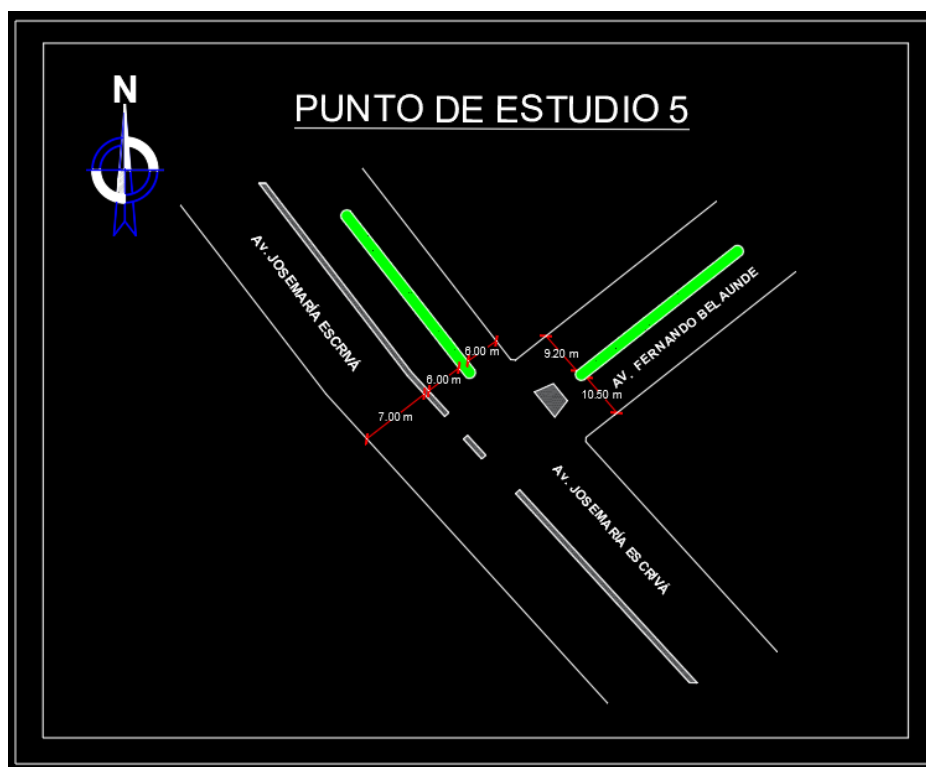 N
PUNTO DE ESTUDIO 5
Av. JOSEMARÍA ESCRIVÁ
6.00 m
6.00 m
7.00 m
9.20 m
10.50 m
AV. FERNANDO BELAUNDE
Av. JOSEMARÍA ESCRIVÁ